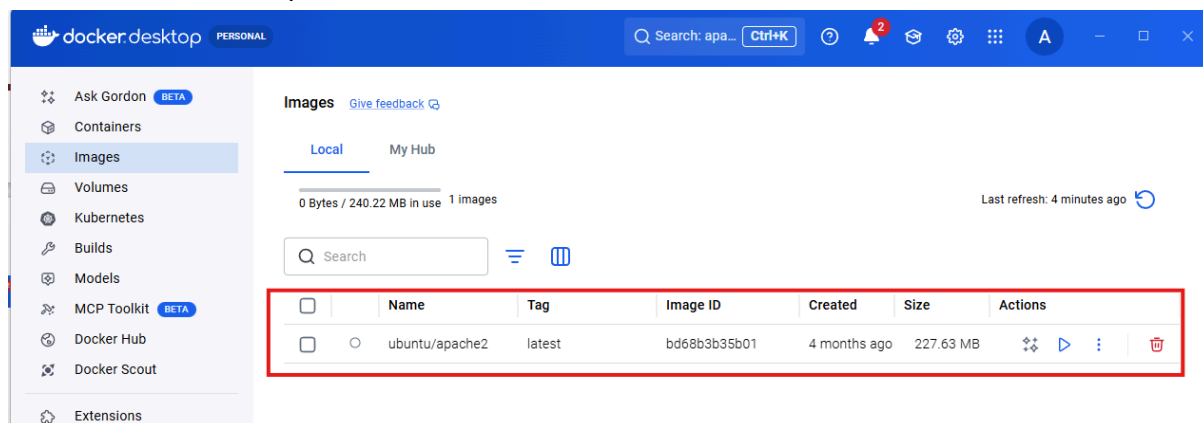 docker.desktop PERSONAL
Search: apa... Ctrl+K
2
A
Ask Gordon BETA
Containers
Images
Volumes
Kubernetes
Builds
Models
MCP Toolkit BETA
Docker Hub
Docker Scout
Extensions
Images Give feedback
Local My Hub
0 Bytes / 240.22 MB in use 1 images
Last refresh: 4 minutes ago
Search
Name Tag Image ID Created Size Actions
ubuntu/apache2 latest bd68b3b35b01 4 months ago 227.63 MB